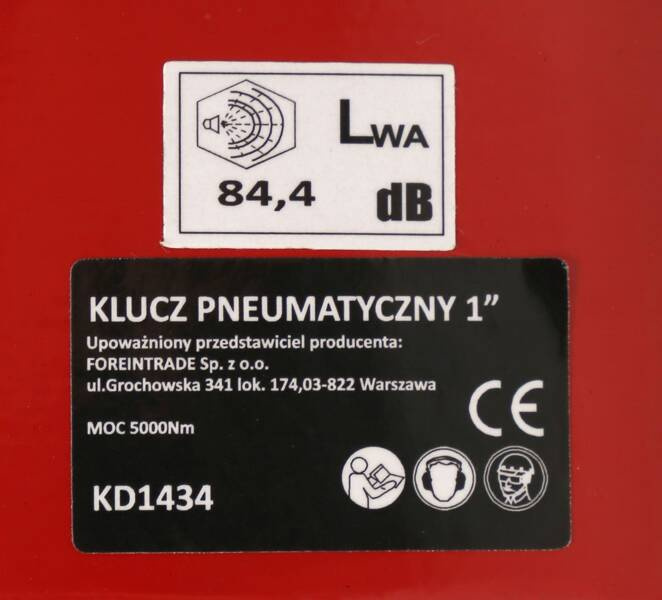 LWA
84,4 dB
KLUCZ PNEUMATYCZNY 1”
Upoważniony przedstawiciel producenta:
FOREINTRADE Sp. z o.o.
ul.Grochowska 341 lok. 174,03-822 Warszawa
CE
MOC 5000Nm
KD1434